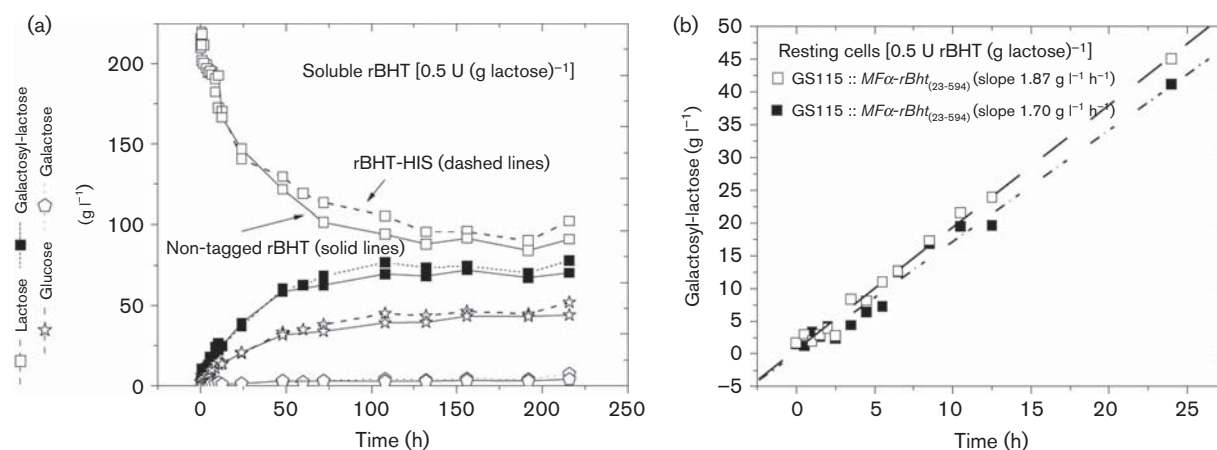 (a)
Soluble rBHT [0.5 U (g lactose)⁻¹]
rBHT-HIS (dashed lines)
Non-tagged rBHT (solid lines)
200
150
100
50
0
(g l⁻¹)
Galactosyl-lactose
Galactose
Lactose
Glucose
0 50 100 150 200 250
Time (h)
(b)
Resting cells [0.5 U rBHT (g lactose)⁻¹]
GS115 :: MFα-rBht₍₂₃₋₅₉₄₎ (slope 1.87 g l⁻¹ h⁻¹)
GS115 :: MFα-rBht₍₂₃₋₅₉₄₎ (slope 1.70 g l⁻¹ h⁻¹)
50
45
40
35
30
25
20
15
10
5
0
−5
Galactosyl-lactose (g l⁻¹)
0 5 10 15 20 25
Time (h)